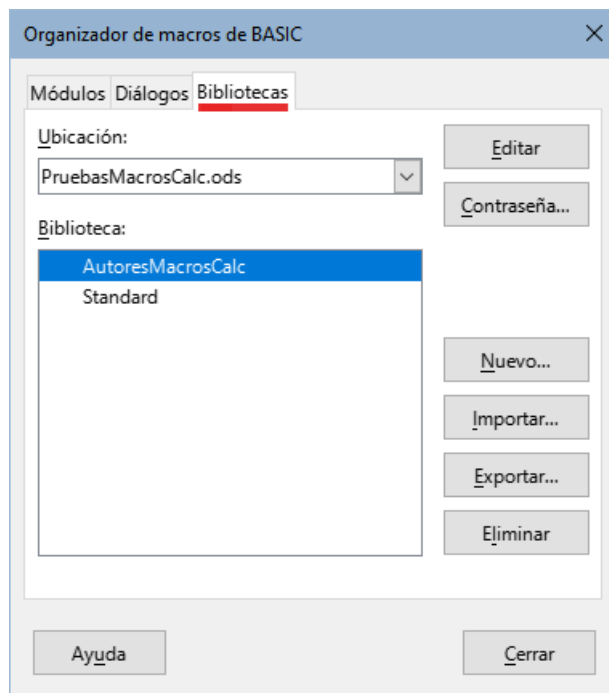 Organizador de macros de BASIC
Módulos Diálogos Bibliotecas
Ubicación:
PruebasMacrosCalc.ods
Editar
Contraseña...
Biblioteca:
AutoresMacrosCalc
Standard
Nuevo...
Importar...
Exportar...
Eliminar
Ayuda
Cerrar